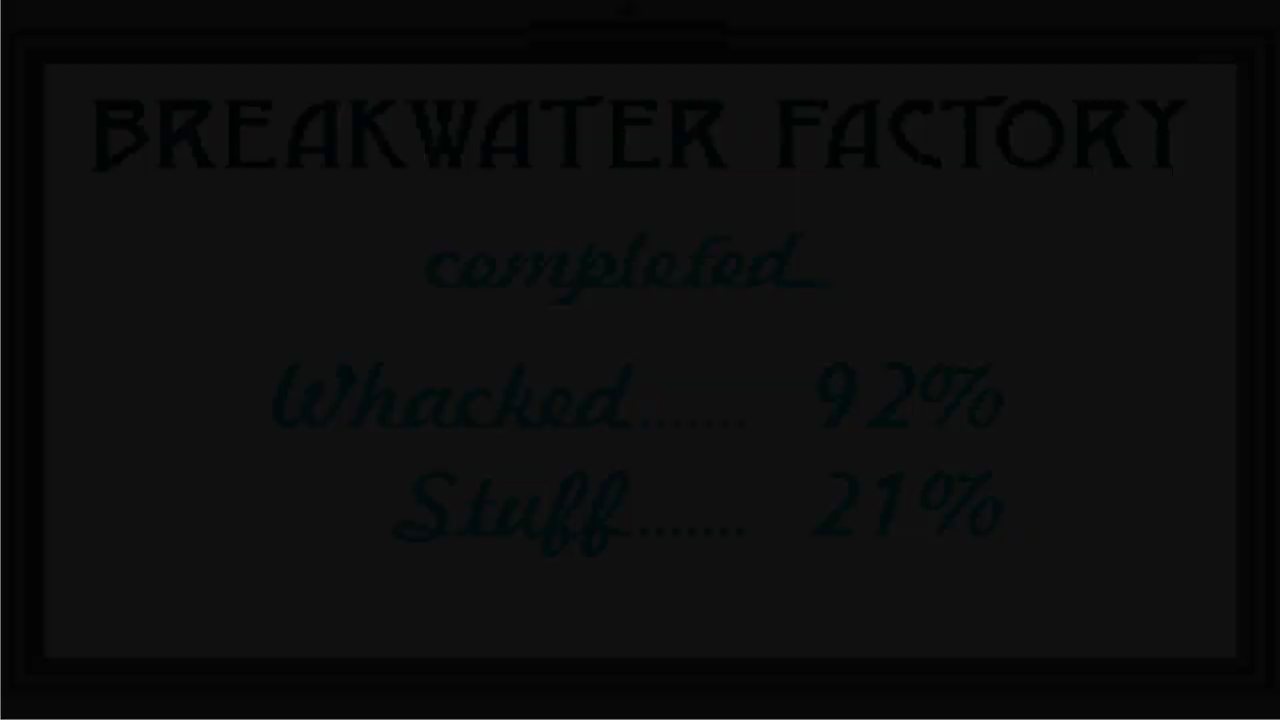 BREAKWATER FACTORY
completed
Whacked....... 92%
Stuff....... 21%